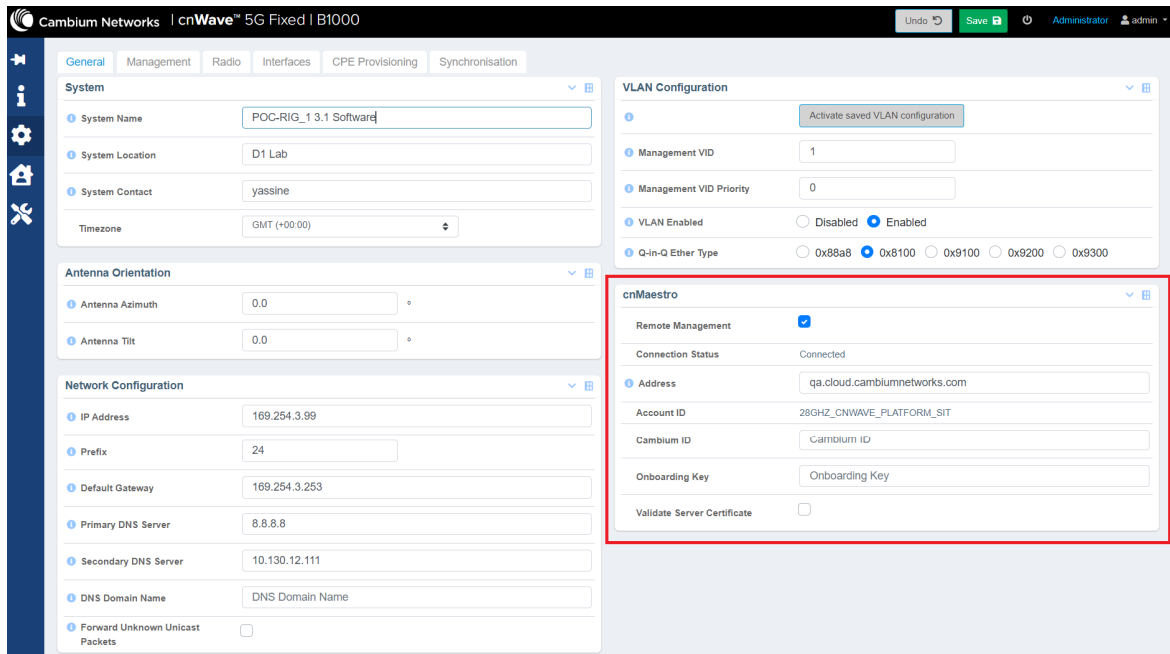 Cambium Networks | cnWave™ 5G Fixed | B1000
Undo Save Administrator admin
General Management Radio Interfaces CPE Provisioning Synchronisation
System
System Name POC-RIG_1 3.1 Software
System Location D1 Lab
System Contact yassine
Timezone GMT (+00:00)
Antenna Orientation
Antenna Azimuth 0.0 °
Antenna Tilt 0.0 °
Network Configuration
IP Address 169.254.3.99
Prefix 24
Default Gateway 169.254.3.253
Primary DNS Server 8.8.8.8
Secondary DNS Server 10.130.12.111
DNS Domain Name DNS Domain Name
Forward Unknown Unicast
Packets
VLAN Configuration
Activate saved VLAN configuration
Management VID 1
Management VID Priority 0
VLAN Enabled Disabled Enabled
Q-in-Q Ether Type 0x88a8 0x8100 0x9100 0x9200 0x9300
cnMaestro
Remote Management
Connection Status Connected
Address qa.cloud.cambiumnetworks.com
Account ID 28GHZ_CNWAVE_PLATFORM_SIT
Cambium ID Cambium ID
Onboarding Key Onboarding Key
Validate Server Certificate